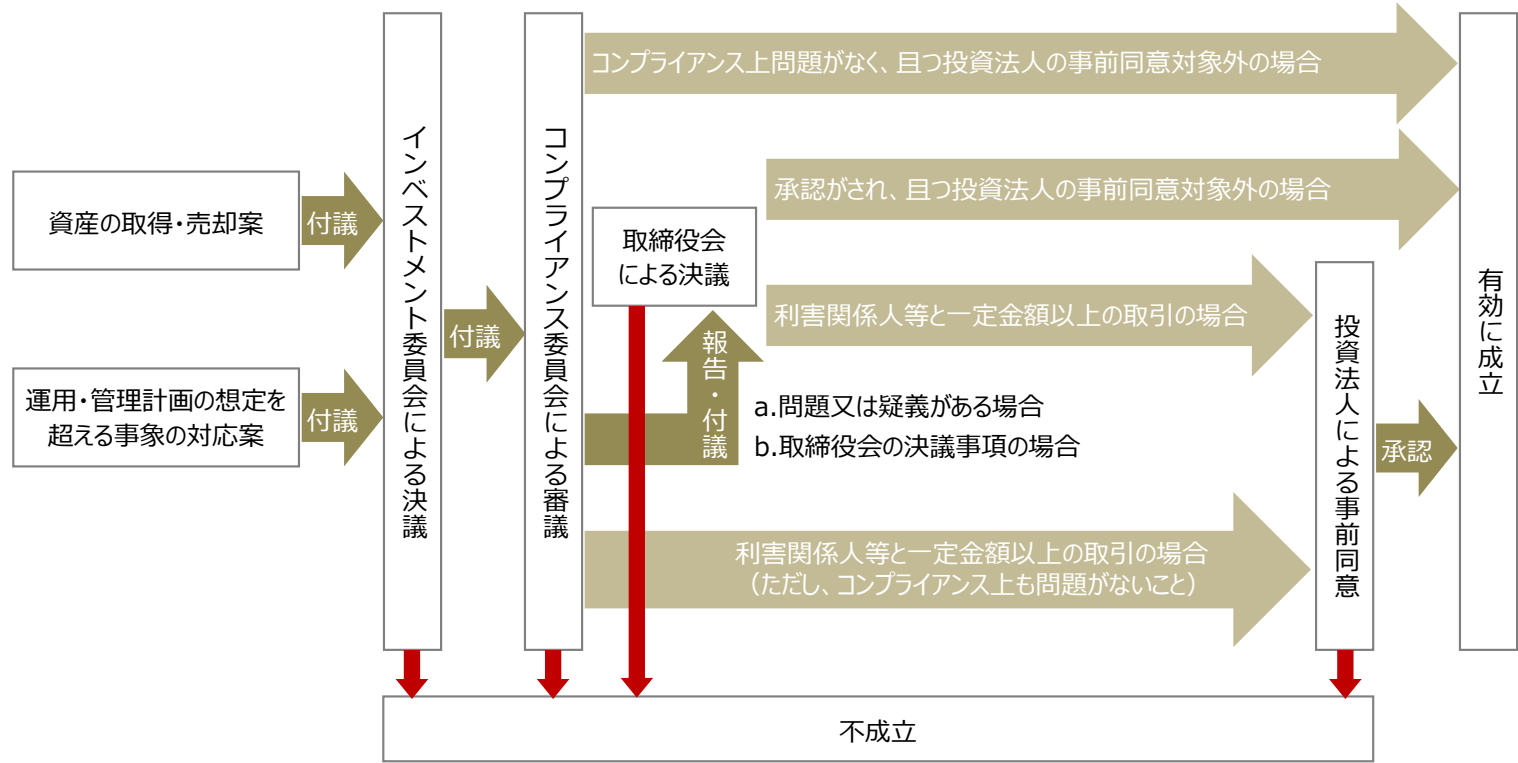 資産の取得・売却案
付議
運用・管理計画の想定を
超える事象の対応案
付議
インベストメント委員会による決議
付議
コンプライアンス委員会による審議
コンプライアンス上問題がなく、且つ投資法人の事前同意対象外の場合
承認がされ、且つ投資法人の事前同意対象外の場合
取締役会
による決議
利害関係人等と一定金額以上の取引の場合
報告・付議
a.問題又は疑義がある場合
b.取締役会の決議事項の場合
利害関係人等と一定金額以上の取引の場合
（ただし、コンプライアンス上も問題がないこと）
投資法人による事前同意
承認
有効に成立
不成立